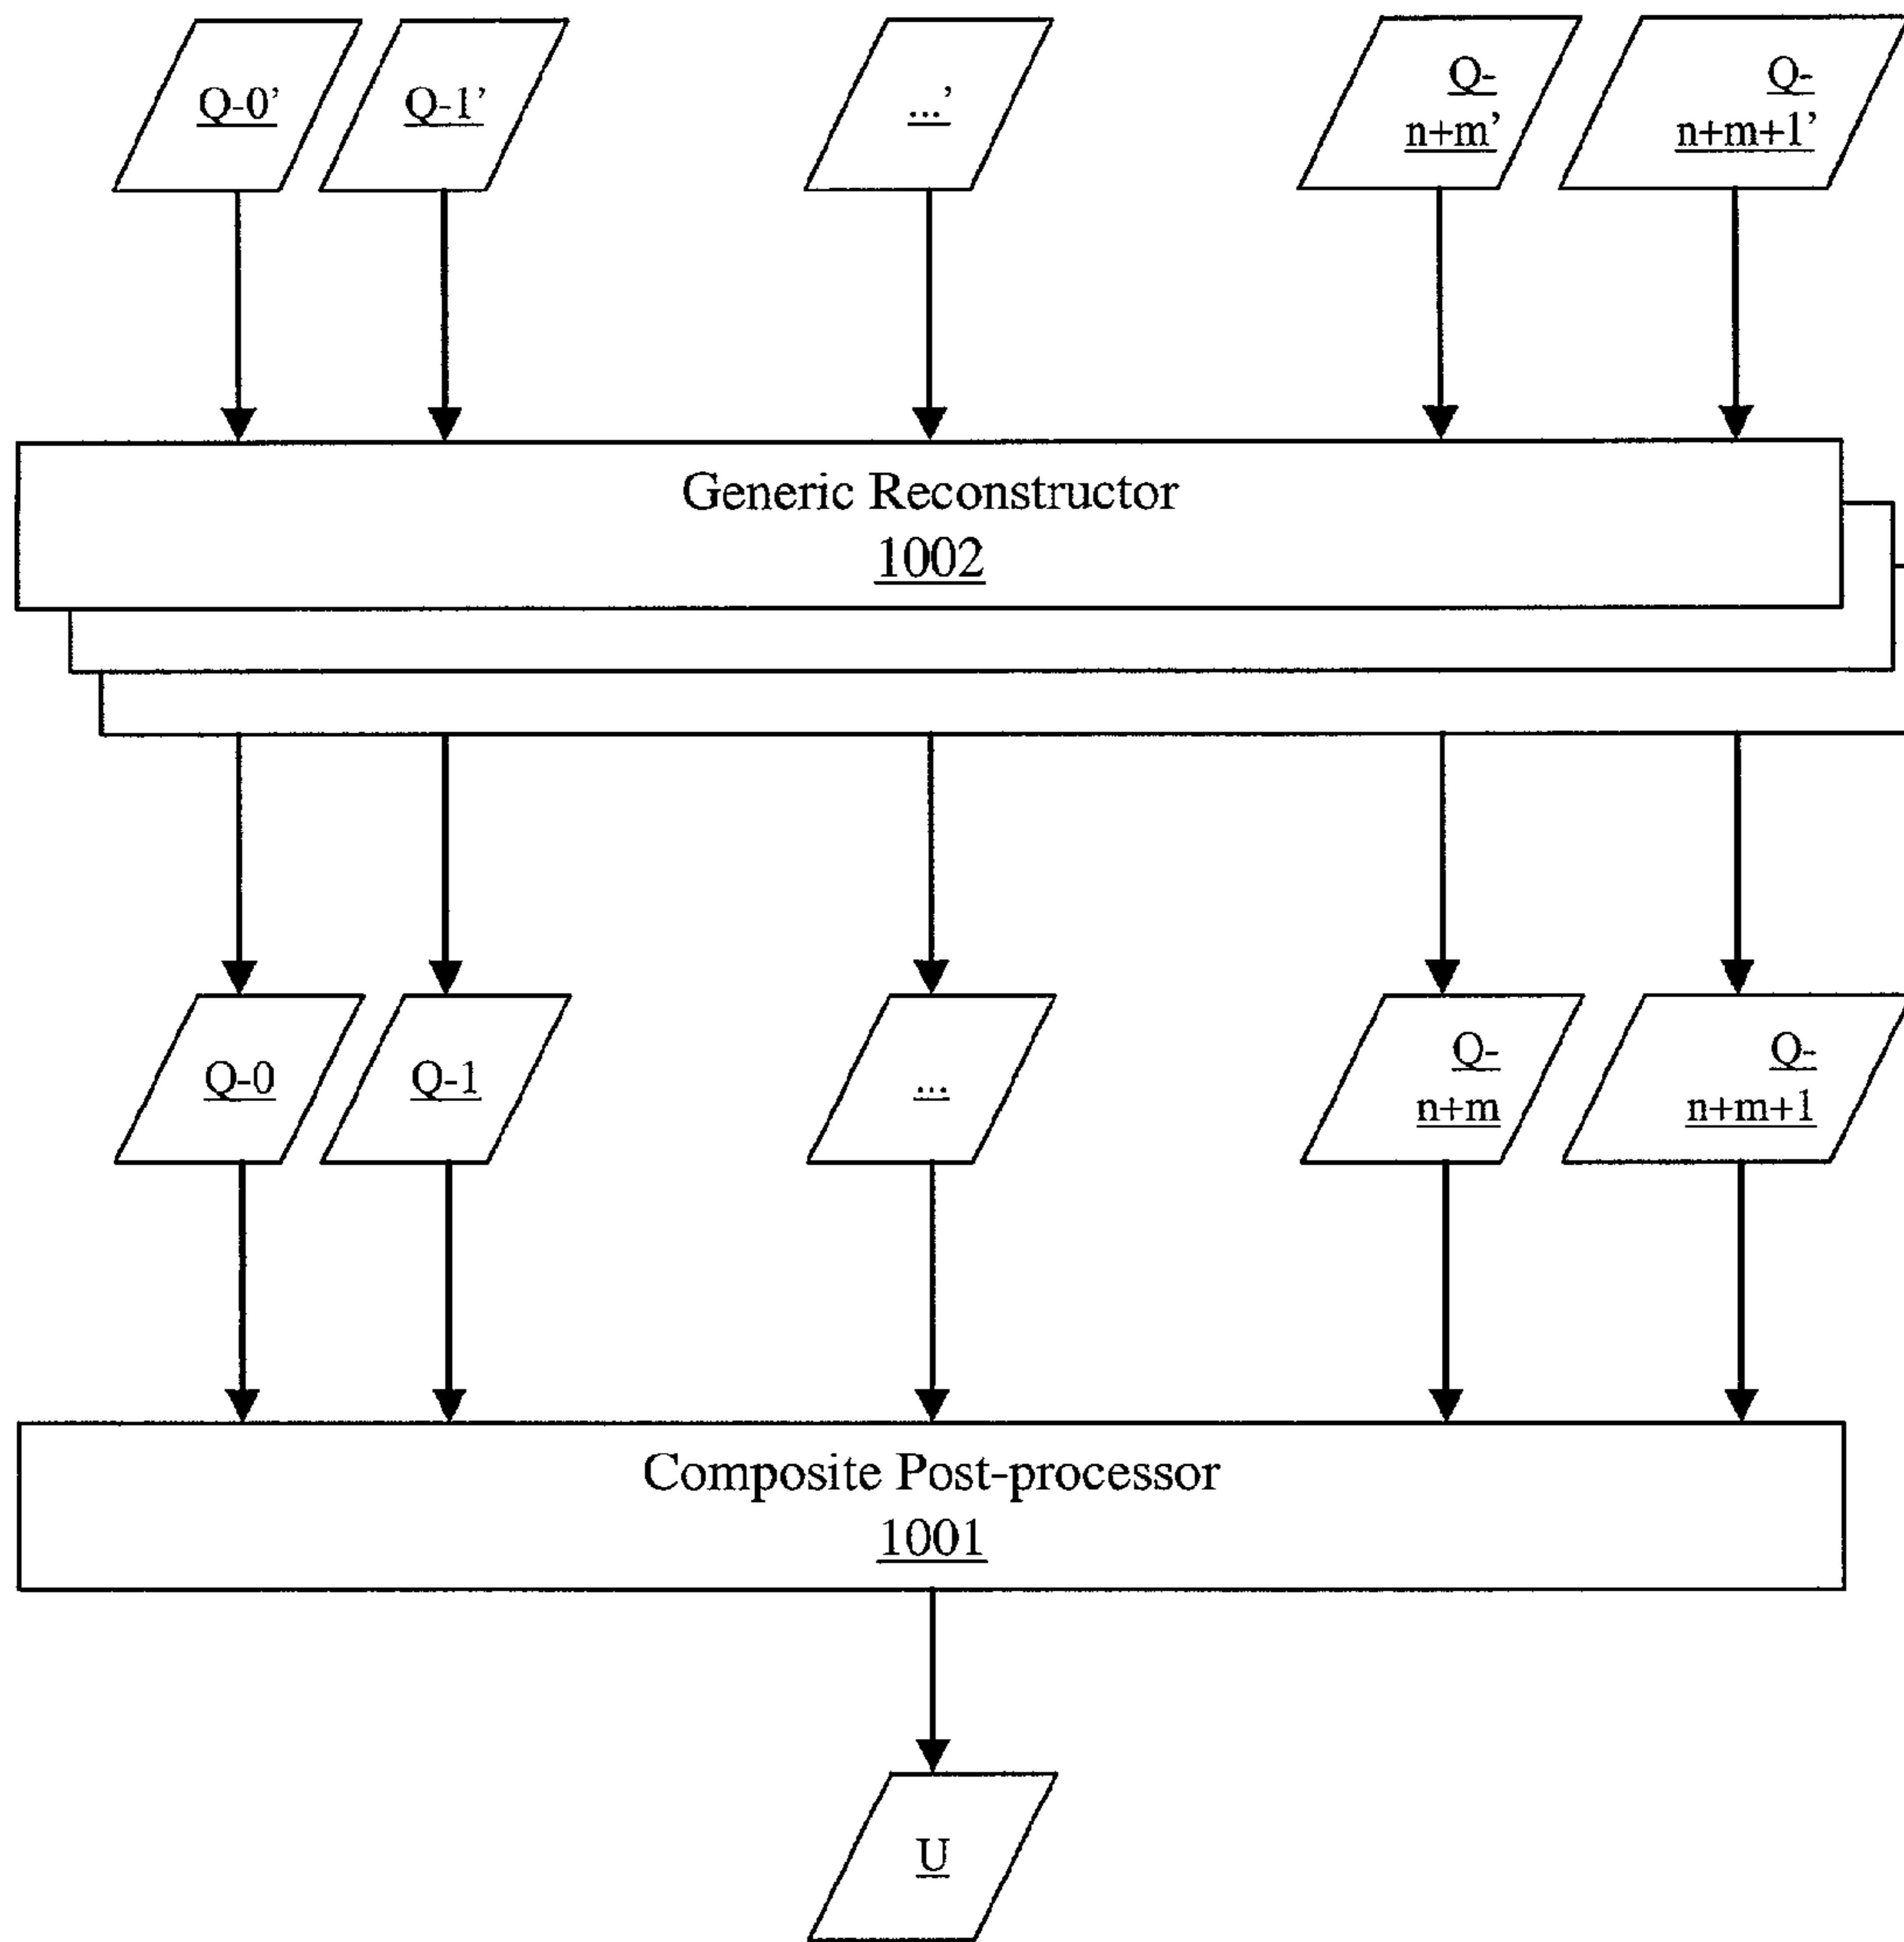 Q-0’
Q-1’
...’
Q-
n+m’
Q-
n+m+1’
Generic Reconstructor
1002
Q-0
Q-1
...
Q-
n+m
Q-
n+m+1
Composite Post-processor
1001
U